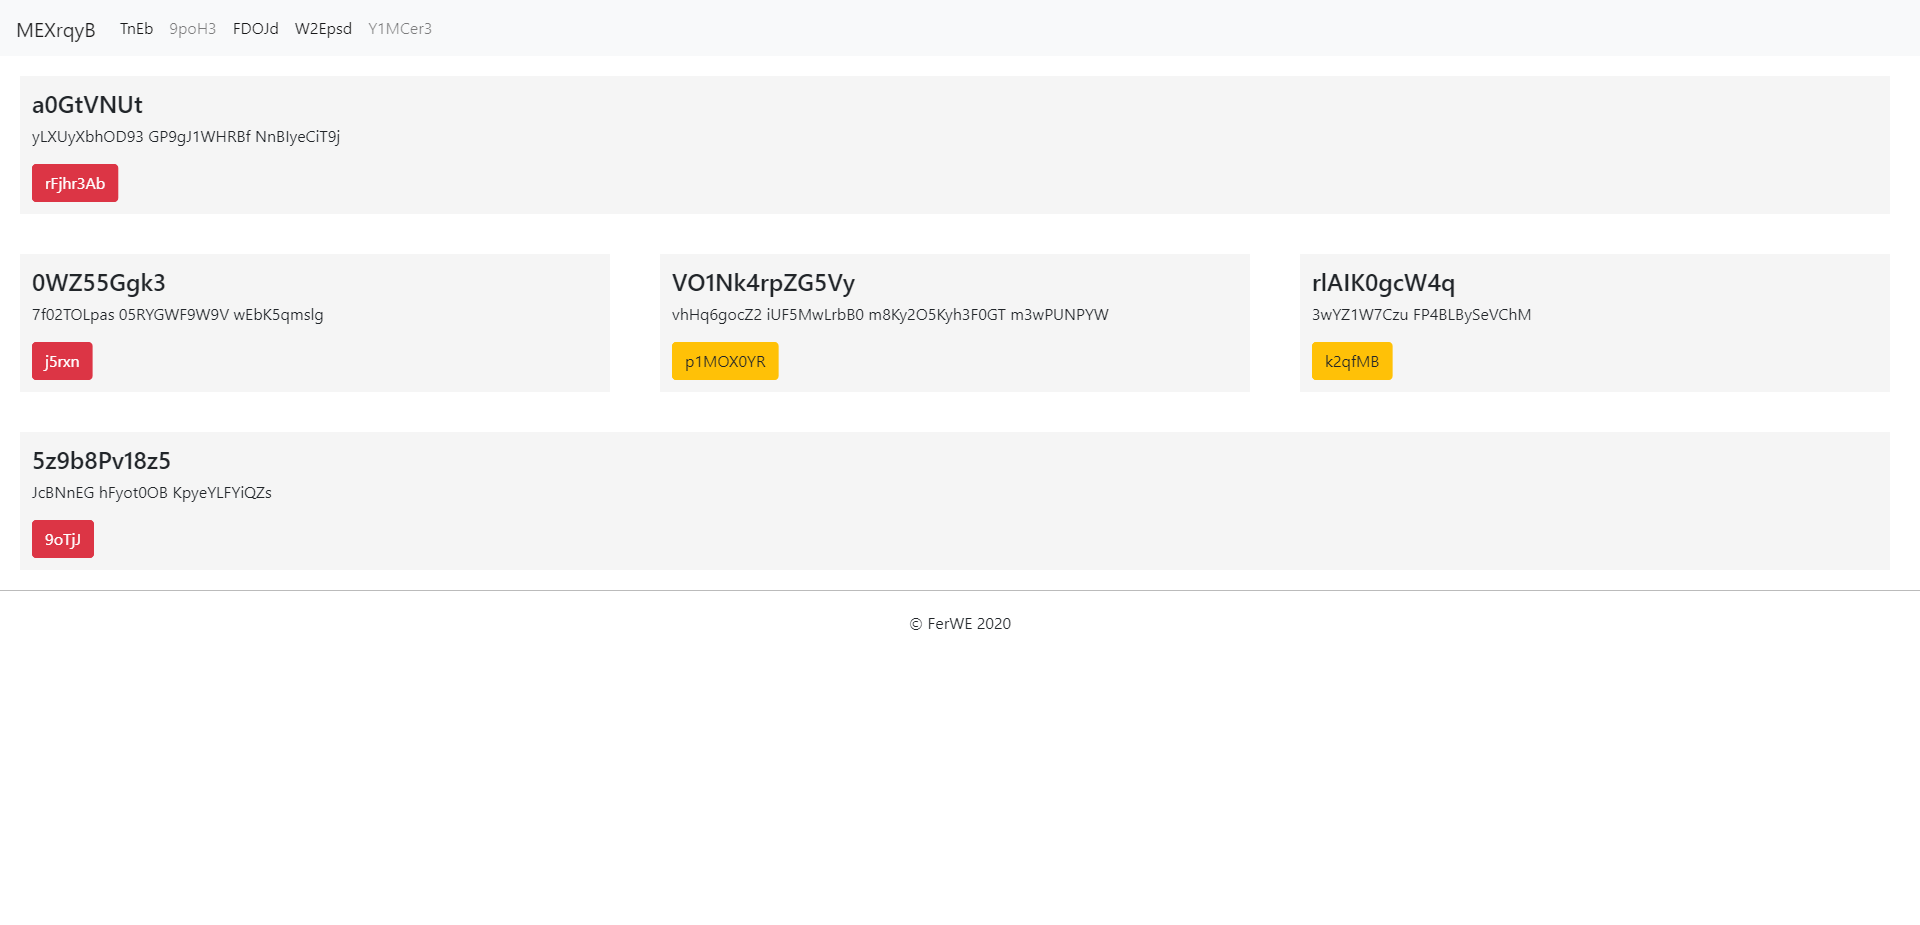 MEXrqyB TnEb 9poH3 FDOJd W2Epsd Y1MCer3
a0GtVNUt
yLXUyXbhOD93 GP9gJ1WHRBf NnBIyeCiT9j
rFjhr3Ab
0WZ55Ggk3
7f02TOLpas 05RYGWF9W9V wEbK5qmslg
j5rxn
VO1Nk4rpZG5Vy
vhHq6gocZ2 iUF5MwLrbB0 m8Ky2O5Kyh3F0GT m3wPUNPYW
p1MOX0YR
rlAIK0gcW4q
3wYZ1W7Czu FP4BLBySeVChM
k2qfMB
5z9b8Pv18z5
JcBNnEG hFyot0OB KpyeYLFYiQZs
9oTjJ
© FerWE 2020